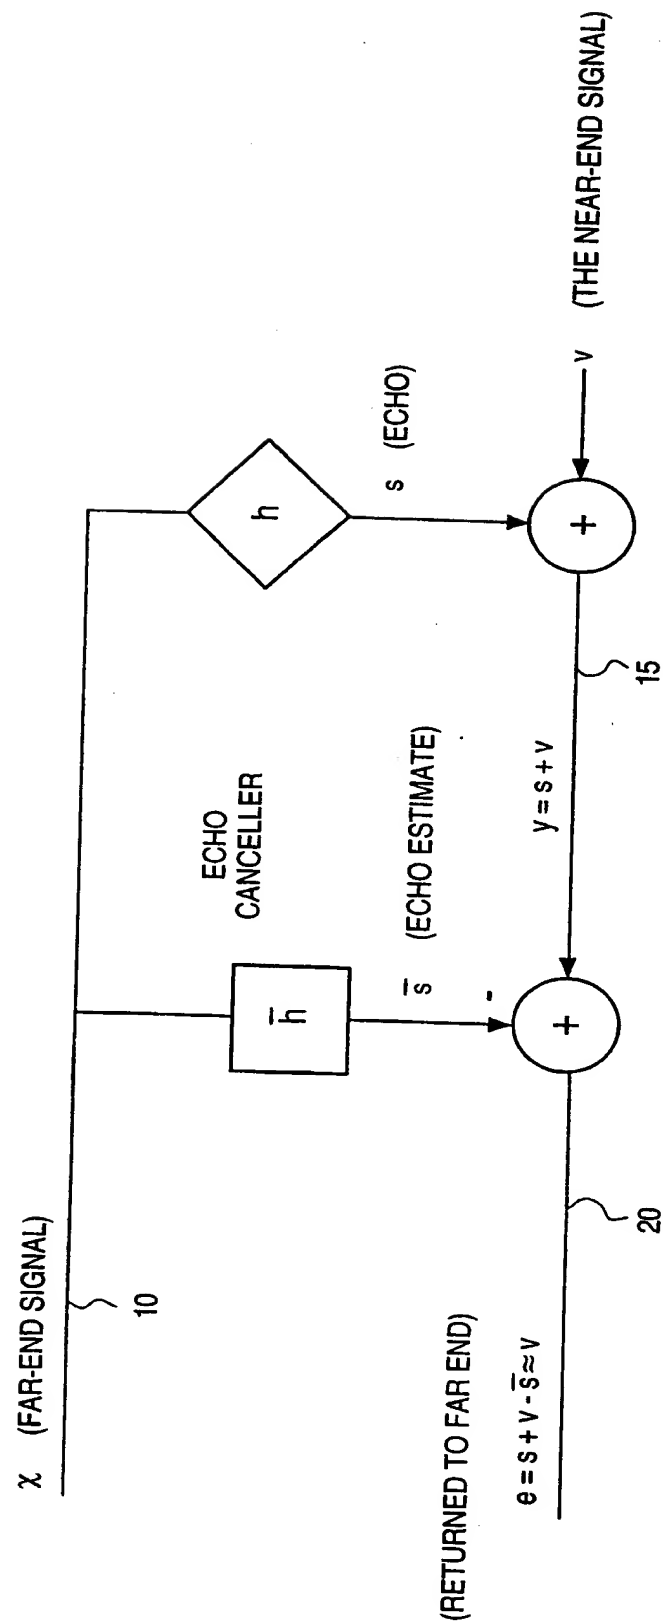 χ (FAR-END SIGNAL)
10
ECHO
CANCELLER
h̄
h
s̄ (ECHO ESTIMATE)
s (ECHO)
-
+
+
v (THE NEAR-END SIGNAL)
y = s + v
15
(RETURNED TO FAR END)
e = s + v - s̄ ≈ v
20